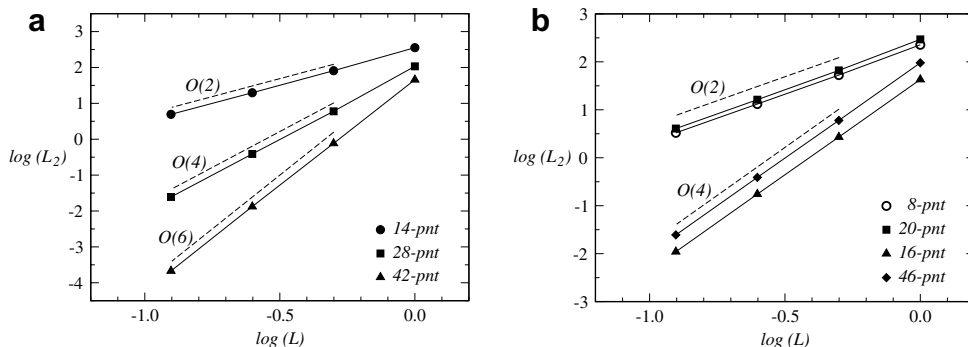 a
3
2
1
0
-1
-2
-3
-4
log (L2)
O(2)
O(4)
O(6)
14-pnt
28-pnt
42-pnt
-1.0
-0.5
0.0
log (L)
b
3
2
1
0
-1
-2
-3
log (L2)
O(2)
O(4)
8-pnt
20-pnt
16-pnt
46-pnt
-1.0
-0.5
0.0
log (L)